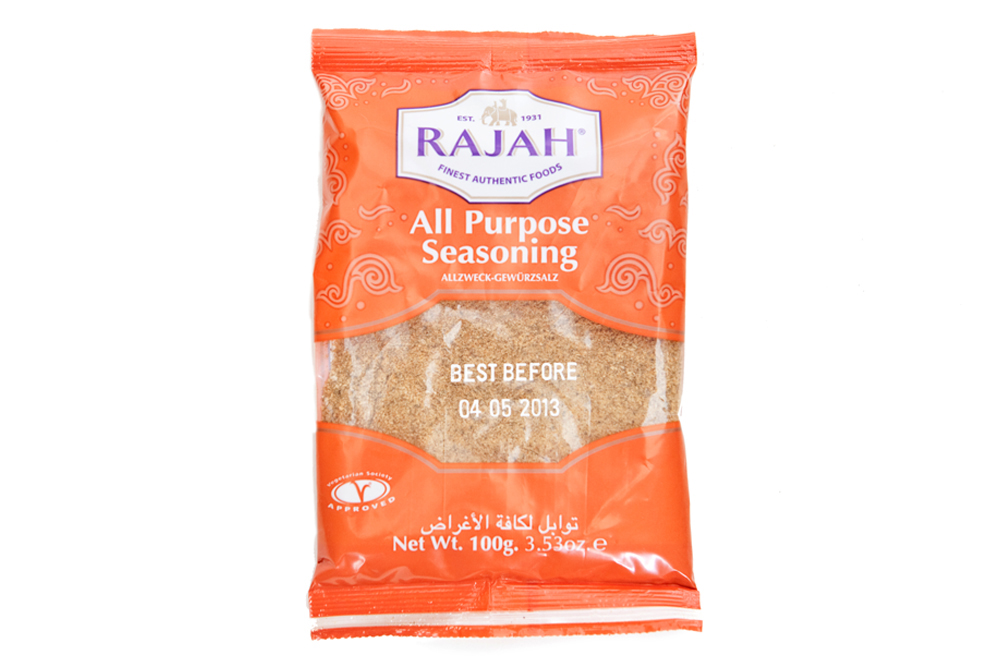 EST. 1931
RAJAH®
FINEST AUTHENTIC FOODS
All Purpose
Seasoning
ALLZWECK-GEWÜRZSALZ
BEST BEFORE
04 05 2013
Vegetarian Society
V
APPROVED
توابل لكافة الأغراض
Net Wt. 100g. 3.53oz ℮